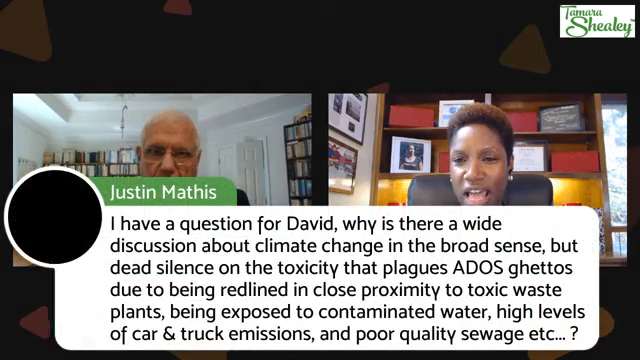 Tamara
Shealey
Justin Mathis
I have a question for David, why is there a wide
discussion about climate change in the broad sense, but
dead silence on the toxicity that plagues ADOS ghettos
due to being redlined in close proximity to toxic waste
plants, being exposed to contaminated water, high levels
of car & truck emissions, and poor quality sewage etc... ?